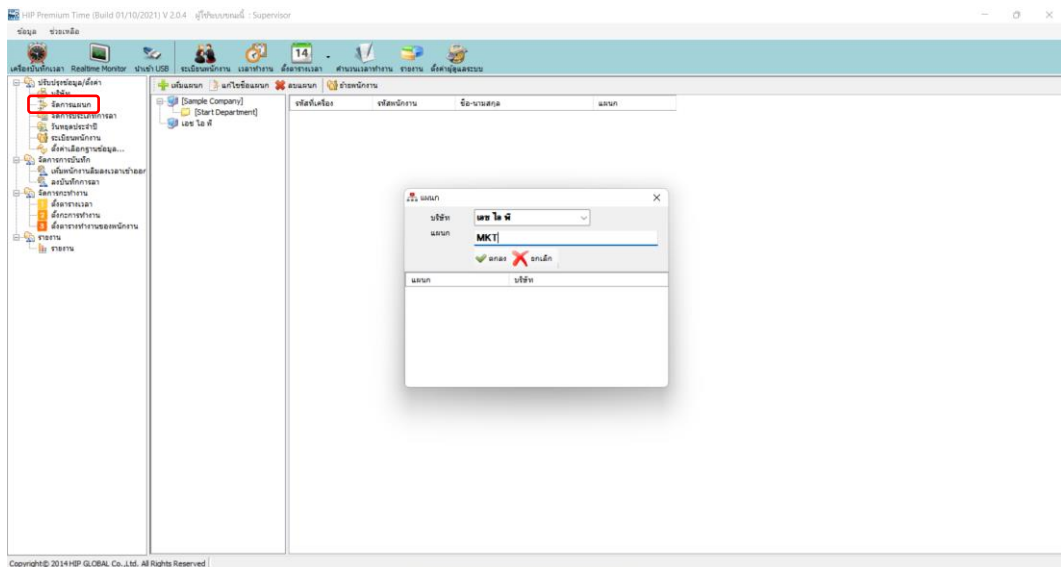 HIP Premium Time (Build 01/10/2021) V 2.0.4 ผู้ใช้ระบบขณะนี้ : Supervisor
ข้อมูล ช่วยเหลือ
เครื่องบันทึกเวลา Realtime Monitor นำเข้า USB ระเบียนพนักงาน เวลาทำงาน ตั้งตารางเวลา คำนวนเวลาทำงาน รายงาน ตั้งค่าผู้ดูแลระบบ
14
ปรับปรุงข้อมูล/ตั้งค่า
บริษัท
จัดการแผนก
จัดการประเภทการลา
วันหยุดประจำปี
ระเบียนพนักงาน
ตั้งค่าเลือกฐานข้อมูล...
จัดการการบันทึก
เพิ่มพนักงานลืมลงเวลาเข้าออก
ลงบันทึกการลา
จัดการกะทำงาน
ตั้งตารางเวลา
ตั้งกะการทำงาน
ตั้งตารางทำงานของพนักงาน
รายงาน
รายงาน
เพิ่มแผนก แก้ไขชื่อแผนก ลบแผนก ย้ายพนักงาน
[Sample Company]
[Start Department]
เอช ไอ พี
รหัสที่เครื่อง รหัสพนักงาน ชื่อ-นามสกุล แผนก
แผนก
บริษัท เอช ไอ พี
แผนก MKT
ตกลง ยกเลิก
แผนก บริษัท
Copyright© 2014 HIP GLOBAL Co.,Ltd. All Rights Reserved